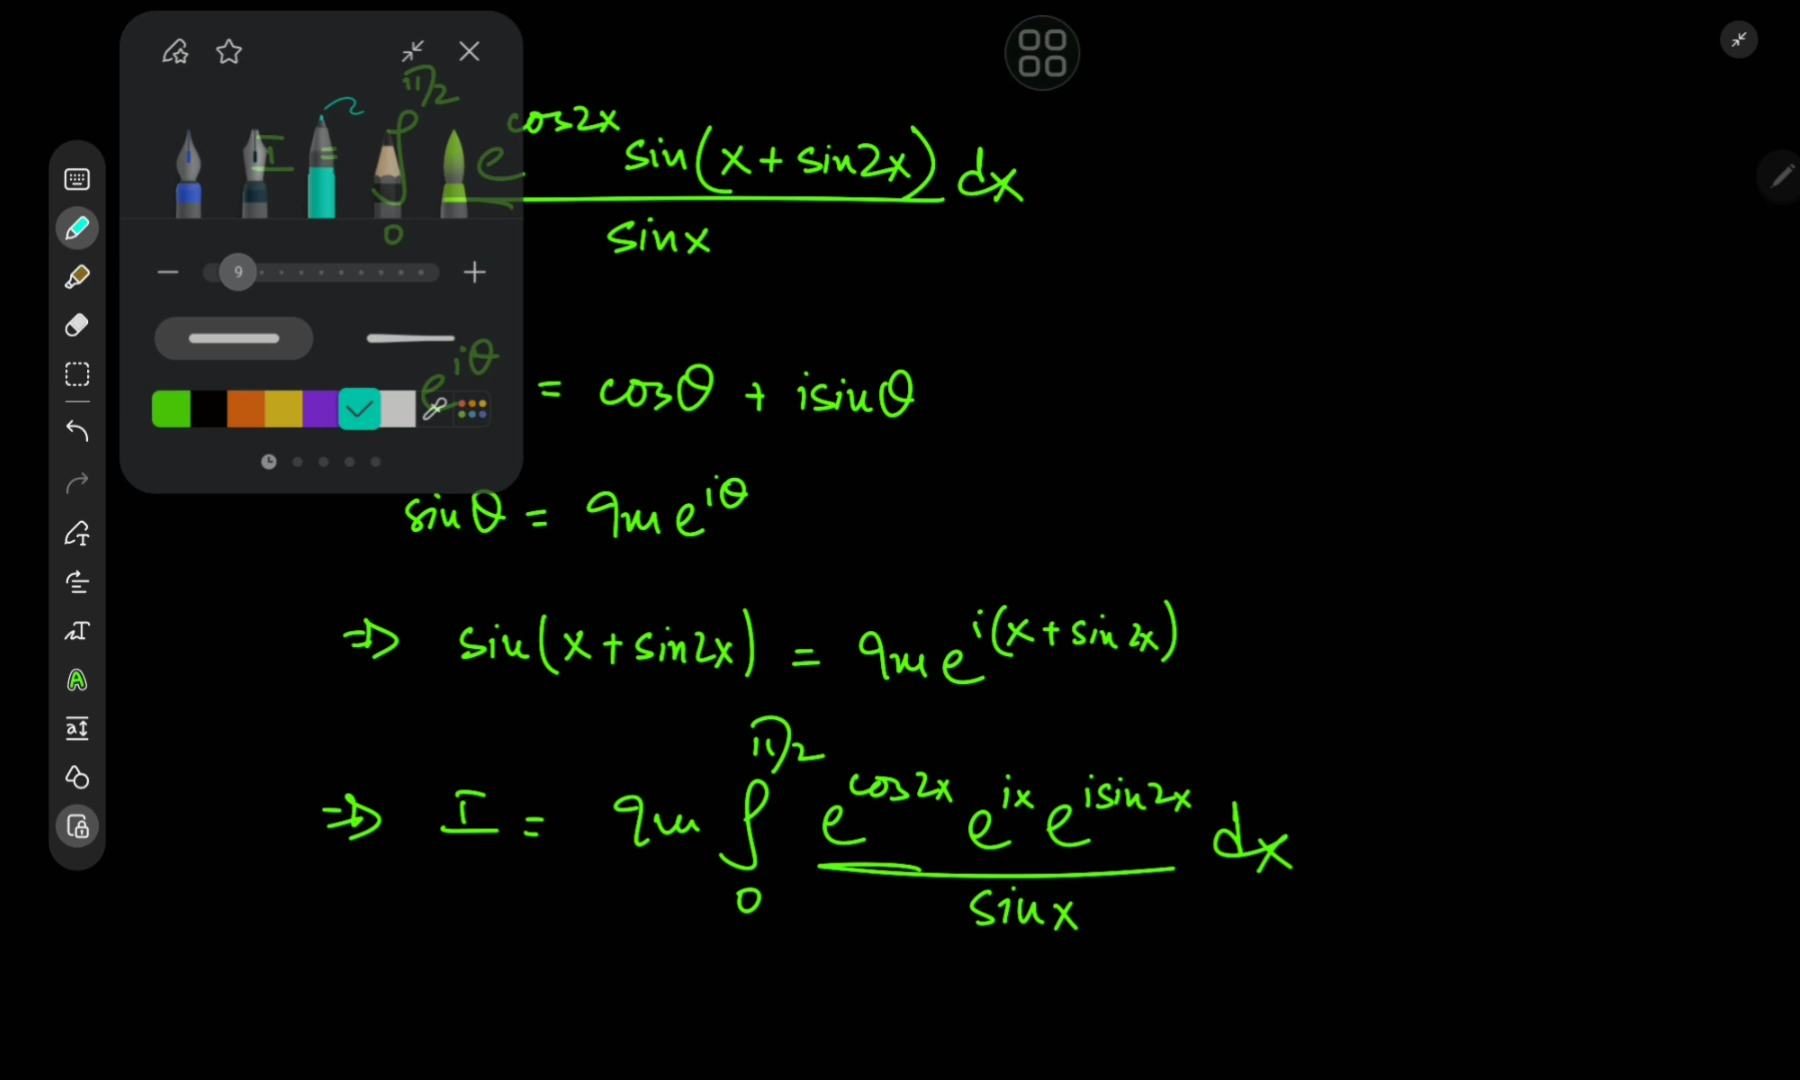 I = ∫₀^{π/2} e^{cos2x} sin(x + sin2x) / sinx dx
9
e^{iθ} = cosθ + isinθ
sinθ = Im e^{iθ}
⇒ sin(x + sin2x) = Im e^{i(x + sin2x)}
⇒ I = Im ∫₀^{π/2} e^{cos2x} e^{ix} e^{isin2x} / sinx dx